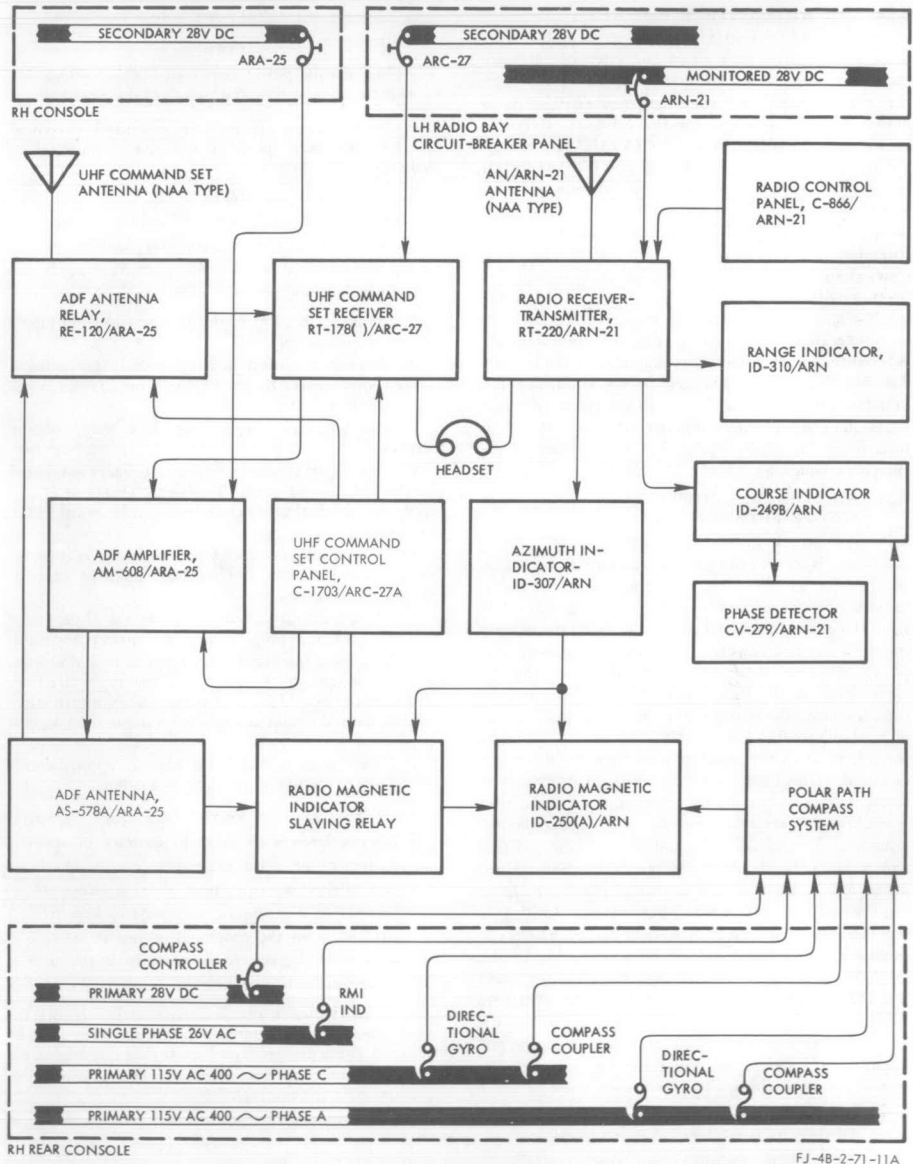 SECONDARY 28V DC
ARA-25
RH CONSOLE
SECONDARY 28V DC
ARC-27
MONITORED 28V DC
ARN-21
LH RADIO BAY
CIRCUIT-BREAKER PANEL
UHF COMMAND SET
ANTENNA (NAA TYPE)
AN/ARN-21
ANTENNA
(NAA TYPE)
RADIO CONTROL
PANEL, C-866/
ARN-21
ADF ANTENNA
RELAY,
RE-120/ARA-25
UHF COMMAND
SET RECEIVER
RT-178( )/ARC-27
RADIO RECEIVER-
TRANSMITTER,
RT-220/ARN-21
RANGE INDICATOR,
ID-310/ARN
HEADSET
COURSE INDICATOR
ID-249B/ARN
ADF AMPLIFIER,
AM-608/ARA-25
UHF COMMAND
SET CONTROL
PANEL,
C-1703/ARC-27A
AZIMUTH IN-
DICATOR-
ID-307/ARN
PHASE DETECTOR
CV-279/ARN-21
ADF ANTENNA,
AS-578A/ARA-25
RADIO MAGNETIC
INDICATOR
SLAVING RELAY
RADIO MAGNETIC
INDICATOR
ID-250(A)/ARN
POLAR PATH
COMPASS
SYSTEM
COMPASS
CONTROLLER
PRIMARY 28V DC
RMI
IND
SINGLE PHASE 26V AC
DIREC-
TIONAL
GYRO
COMPASS
COUPLER
PRIMARY 115V AC 400 ~ PHASE C
DIREC-
TIONAL
GYRO
COMPASS
COUPLER
PRIMARY 115V AC 400 ~ PHASE A
RH REAR CONSOLE
FJ-4B-2-71-11A